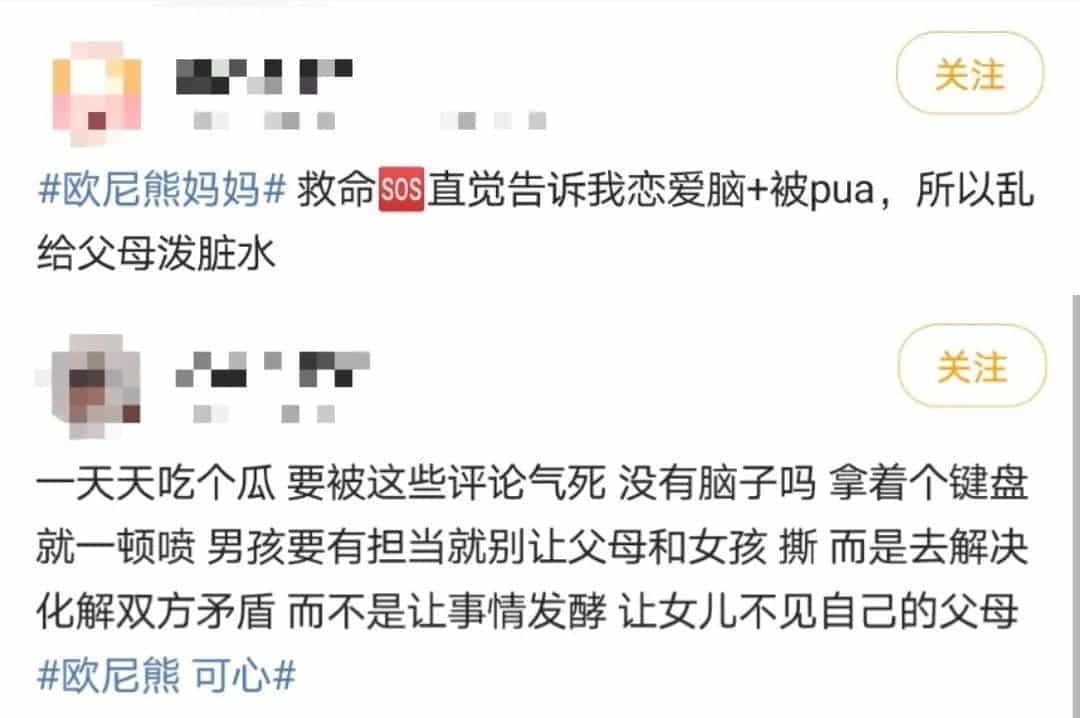 关注
#欧尼熊妈妈# 救命🆘直觉告诉我恋爱脑+被pua，所以乱
给父母泼脏水
关注
一天天吃个瓜 要被这些评论气死 没有脑子吗 拿着个键盘
就一顿喷 男孩要有担当就别让父母和女孩 撕 而是去解决
化解双方矛盾 而不是让事情发酵 让女儿不见自己的父母
#欧尼熊 可心#